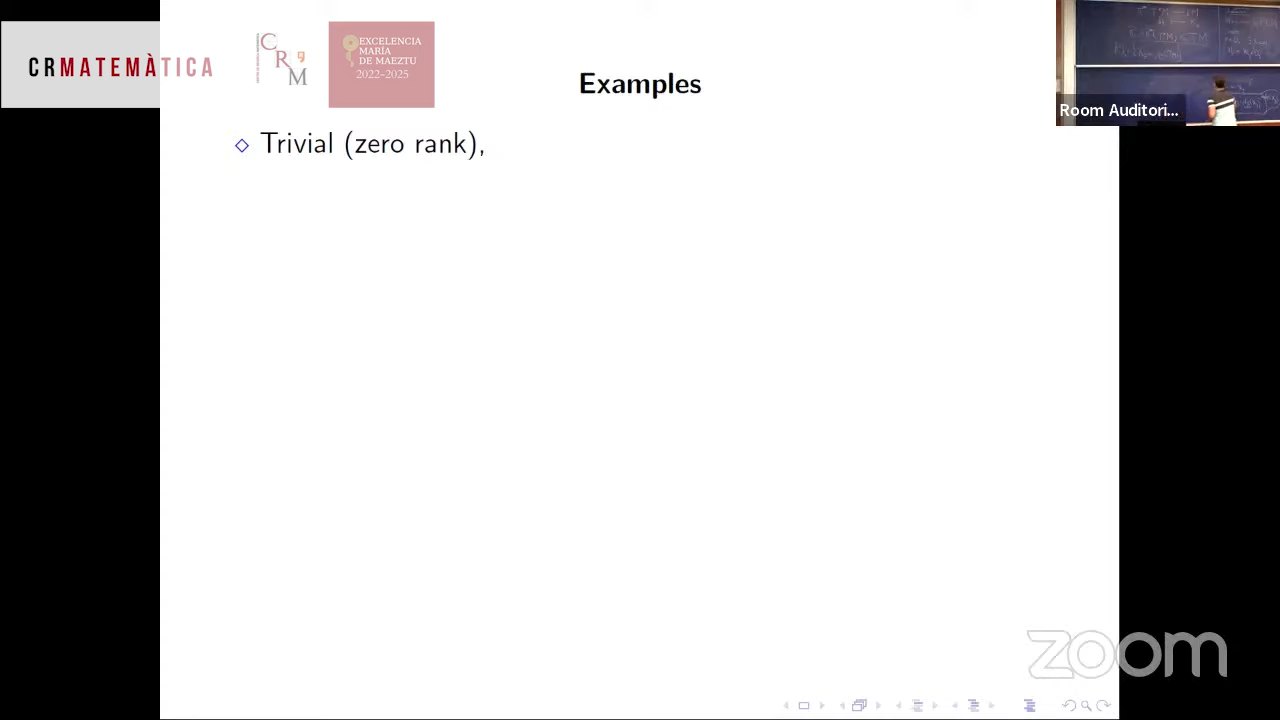 CRMATEMÀTICA
CRM
EXCELENCIA
MARÍA
DE MAEZTU
2022-2025
Examples
Room Auditori...
◇ Trivial (zero rank),
zoom